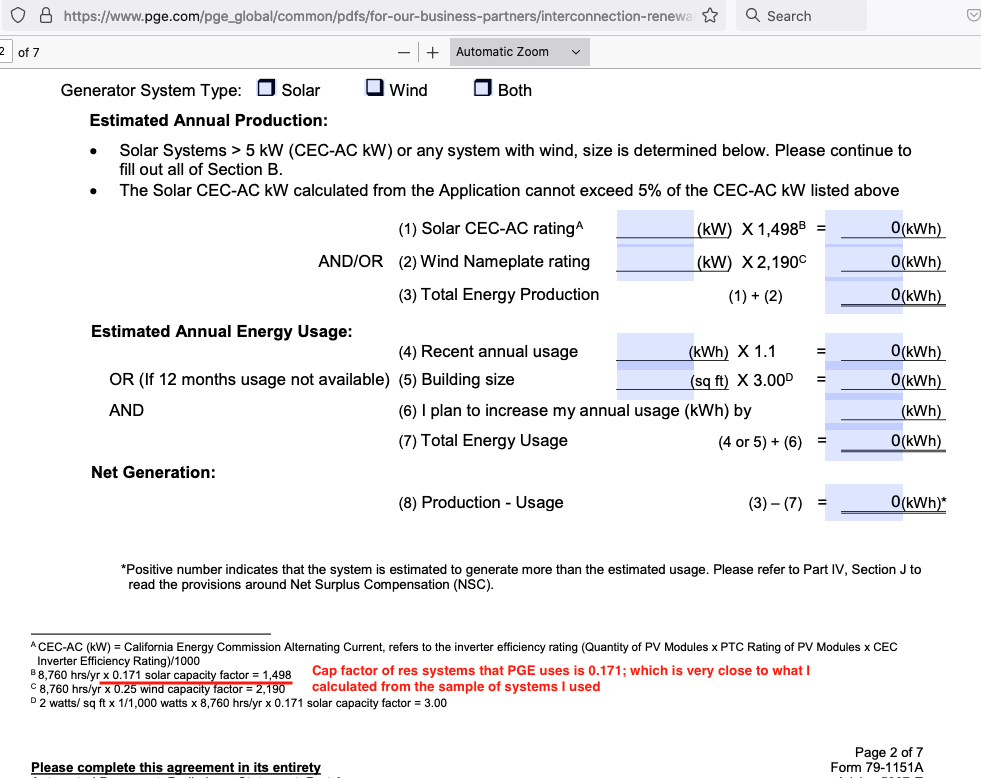 https://www.pge.com/pge_global/common/pdfs/for-our-business-partners/interconnection-renewa
Search
2 of 7
Automatic Zoom
Generator System Type: Solar Wind Both
Estimated Annual Production:
• Solar Systems > 5 kW (CEC-AC kW) or any system with wind, size is determined below. Please continue to
fill out all of Section B.
• The Solar CEC-AC kW calculated from the Application cannot exceed 5% of the CEC-AC kW listed above
(1) Solar CEC-AC ratingA (kW) X 1,498B = 0(kWh)
AND/OR (2) Wind Nameplate rating (kW) X 2,190C 0(kWh)
(3) Total Energy Production (1) + (2) 0(kWh)
Estimated Annual Energy Usage:
(4) Recent annual usage (kWh) X 1.1 = 0(kWh)
OR (If 12 months usage not available) (5) Building size (sq ft) X 3.00D = 0(kWh)
AND (6) I plan to increase my annual usage (kWh) by (kWh)
(7) Total Energy Usage (4 or 5) + (6) = 0(kWh)
Net Generation:
(8) Production - Usage (3) – (7) = 0(kWh)*
*Positive number indicates that the system is estimated to generate more than the estimated usage. Please refer to Part IV, Section J to
read the provisions around Net Surplus Compensation (NSC).
A CEC-AC (kW) = California Energy Commission Alternating Current, refers to the inverter efficiency rating (Quantity of PV Modules x PTC Rating of PV Modules x CEC
Inverter Efficiency Rating)/1000
B 8,760 hrs/yr x 0.171 solar capacity factor = 1,498
C 8,760 hrs/yr x 0.25 wind capacity factor = 2,190
D 2 watts/ sq ft x 1/1,000 watts x 8,760 hrs/yr x 0.171 solar capacity factor = 3.00
Cap factor of res systems that PGE uses is 0.171; which is very close to what I
calculated from the sample of systems I used
Page 2 of 7
Please complete this agreement in its entirety Form 79-1151A